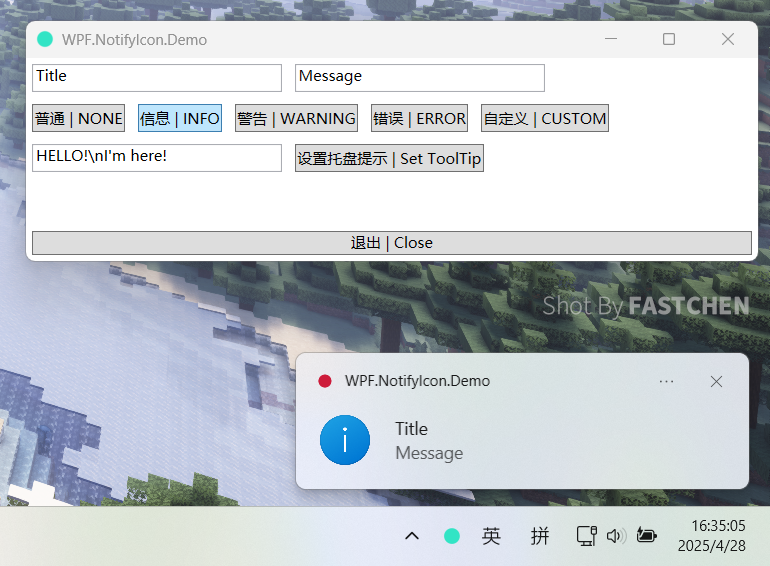 WPF.NotifyIcon.Demo
Title Message
普通 | NONE 信息 | INFO 警告 | WARNING 错误 | ERROR 自定义 | CUSTOM
HELLO!\nI'm here! 设置托盘提示 | Set ToolTip
退出 | Close
Shot By FASTCHEN
WPF.NotifyIcon.Demo
Title
Message
英 拼 16:35:05
2025/4/28